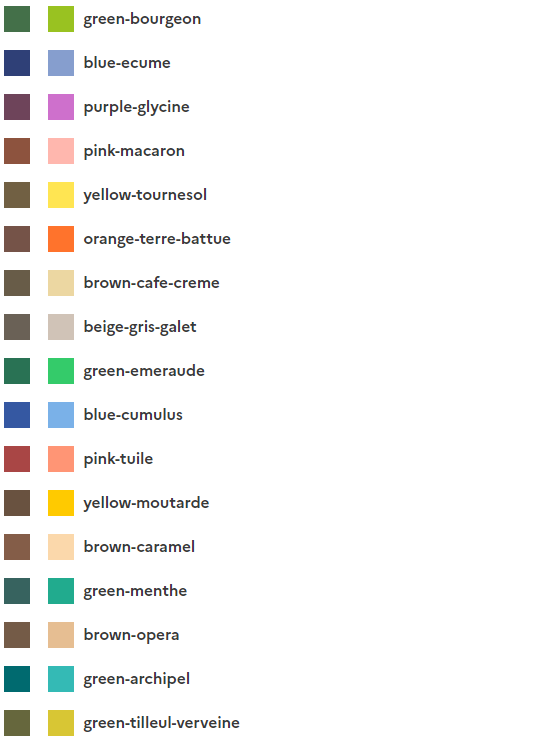 green-bourgeon
blue-ecume
purple-glycine
pink-macaron
yellow-tournesol
orange-terre-battue
brown-cafe-creme
beige-gris-galet
green-emeraude
blue-cumulus
pink-tuile
yellow-moutarde
brown-caramel
green-menthe
brown-opera
green-archipel
green-tilleul-verveine